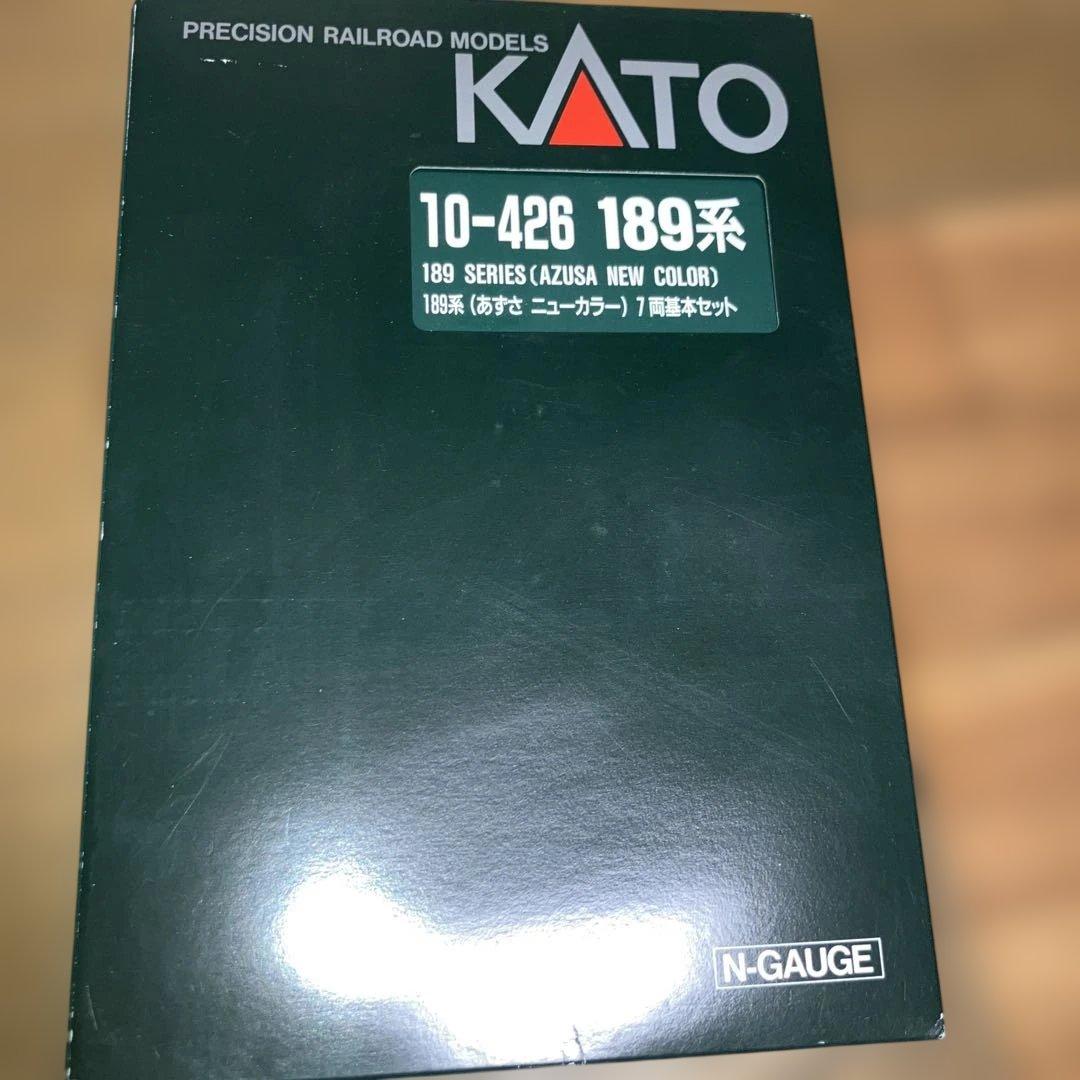 PRECISION RAILROAD MODELS
KATO
10-426 189系
189 SERIES(AZUSA NEW COLOR)
189系(あずさ ニューカラー) 7両基本セット
N-GAUGE